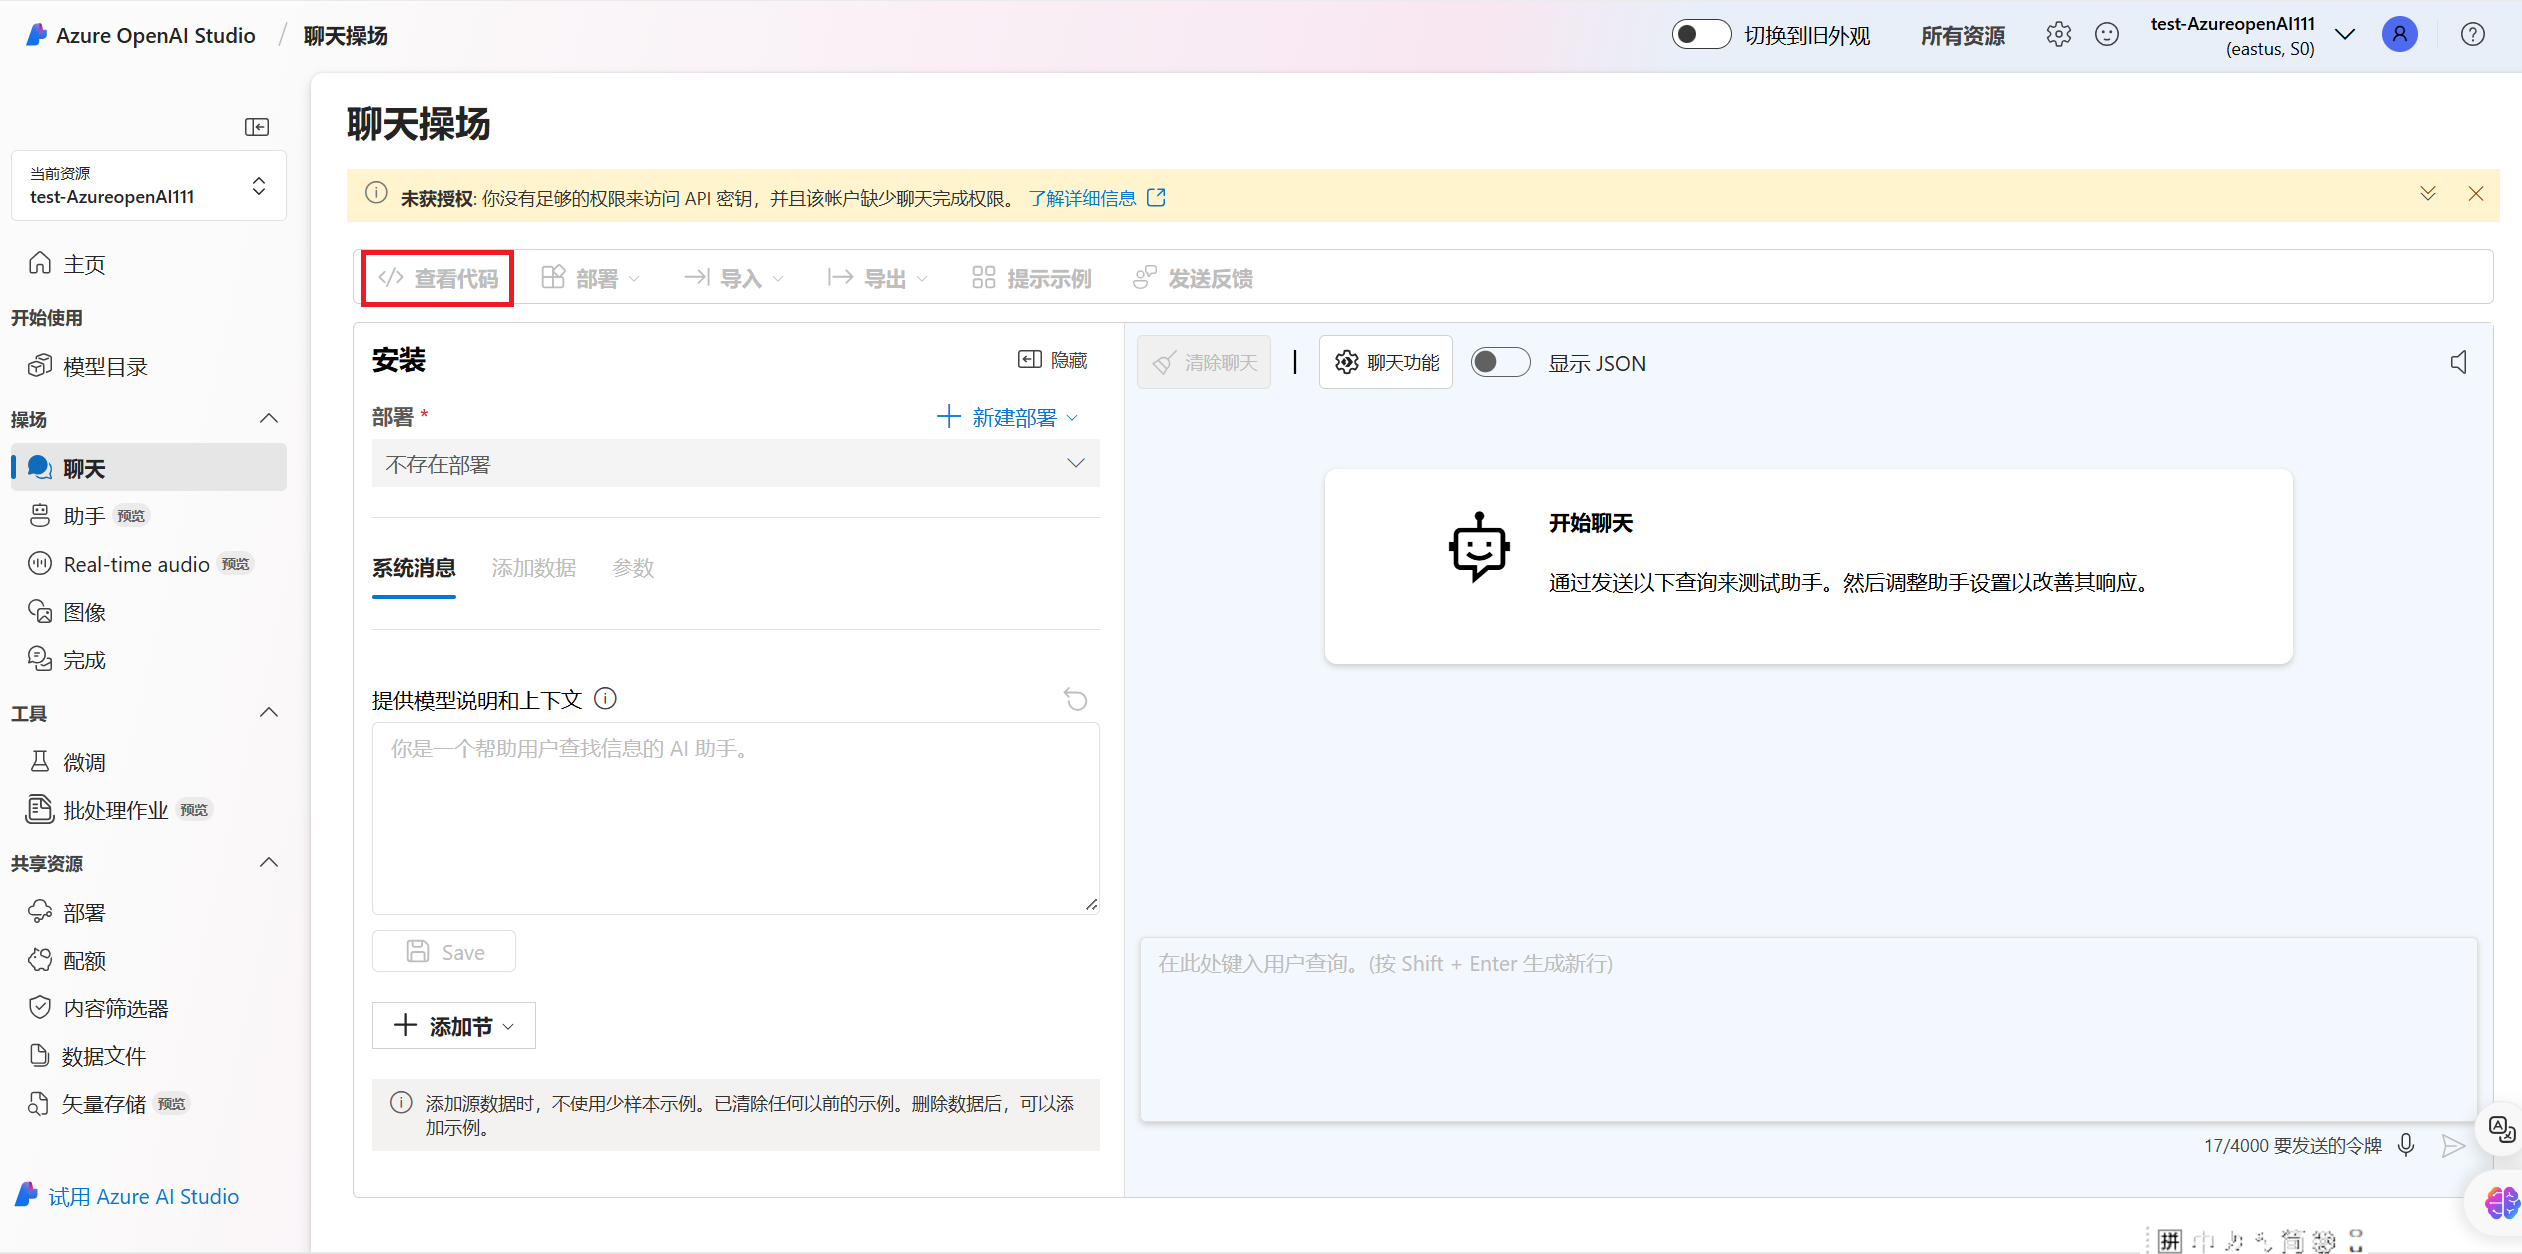 Azure OpenAI Studio / 聊天操场
切换到旧外观
所有资源
test-AzureopenAI111
(eastus, S0)
当前资源
test-AzureopenAI111
主页
开始使用
模型目录
操场
聊天
助手 预览
Real-time audio 预览
图像
完成
工具
微调
批处理作业 预览
共享资源
部署
配额
内容筛选器
数据文件
矢量存储 预览
试用 Azure AI Studio
聊天操场
未获授权: 你没有足够的权限来访问 API 密钥，并且该帐户缺少聊天完成权限。 了解详细信息
查看代码 部署 导入 导出 提示示例 发送反馈
安装
隐藏
部署 *
新建部署
不存在部署
系统消息 添加数据 参数
提供模型说明和上下文
你是一个帮助用户查找信息的 AI 助手。
Save
添加节
添加源数据时，不使用少样本示例。已清除任何以前的示例。删除数据后，可以添
加示例。
清除聊天 | 聊天功能 显示 JSON
开始聊天
通过发送以下查询来测试助手。然后调整助手设置以改善其响应。
在此处键入用户查询。(按 Shift + Enter 生成新行)
17/4000 要发送的令牌
拼 中 简